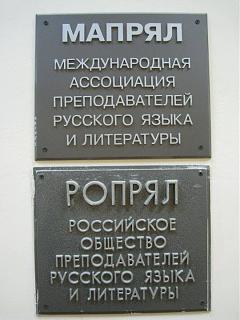 МАПРЯЛ
МЕЖДУНАРОДНАЯ
АССОЦИАЦИЯ
ПРЕПОДАВАТЕЛЕЙ
РУССКОГО ЯЗЫКА
И ЛИТЕРАТУРЫ
РОПРЯЛ
РОССИЙСКОЕ
ОБЩЕСТВО
ПРЕПОДАВАТЕЛЕЙ
РУССКОГО ЯЗЫКА
И ЛИТЕРАТУРЫ